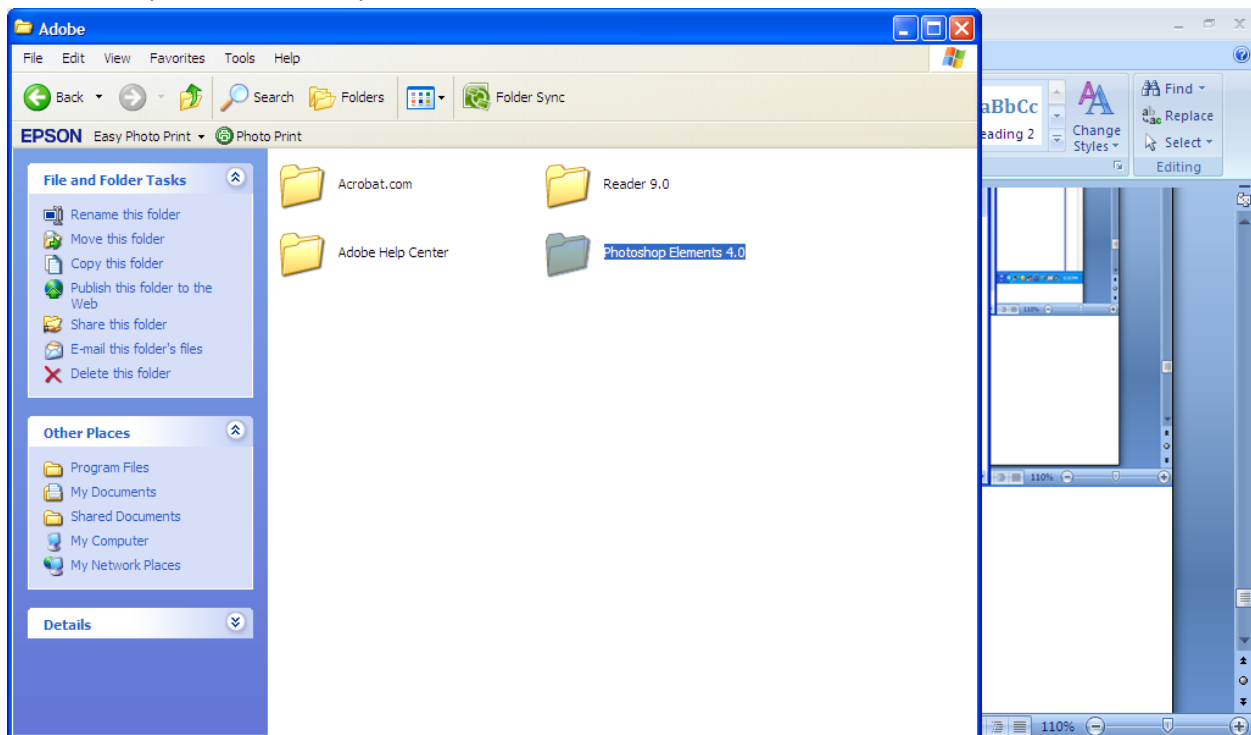 Adobe
File Edit View Favorites Tools Help
Back Search Folders Folder Sync
EPSON Easy Photo Print Photo Print
File and Folder Tasks
Rename this folder
Move this folder
Copy this folder
Publish this folder to the
Web
Share this folder
E-mail this folder's files
Delete this folder
Other Places
Program Files
My Documents
Shared Documents
My Computer
My Network Places
Details
Acrobat.com Reader 9.0
Adobe Help Center Photoshop Elements 4.0
aBbCc
eading 2
Change
Styles
Find
Replace
Select
Editing
110%
110%
110%